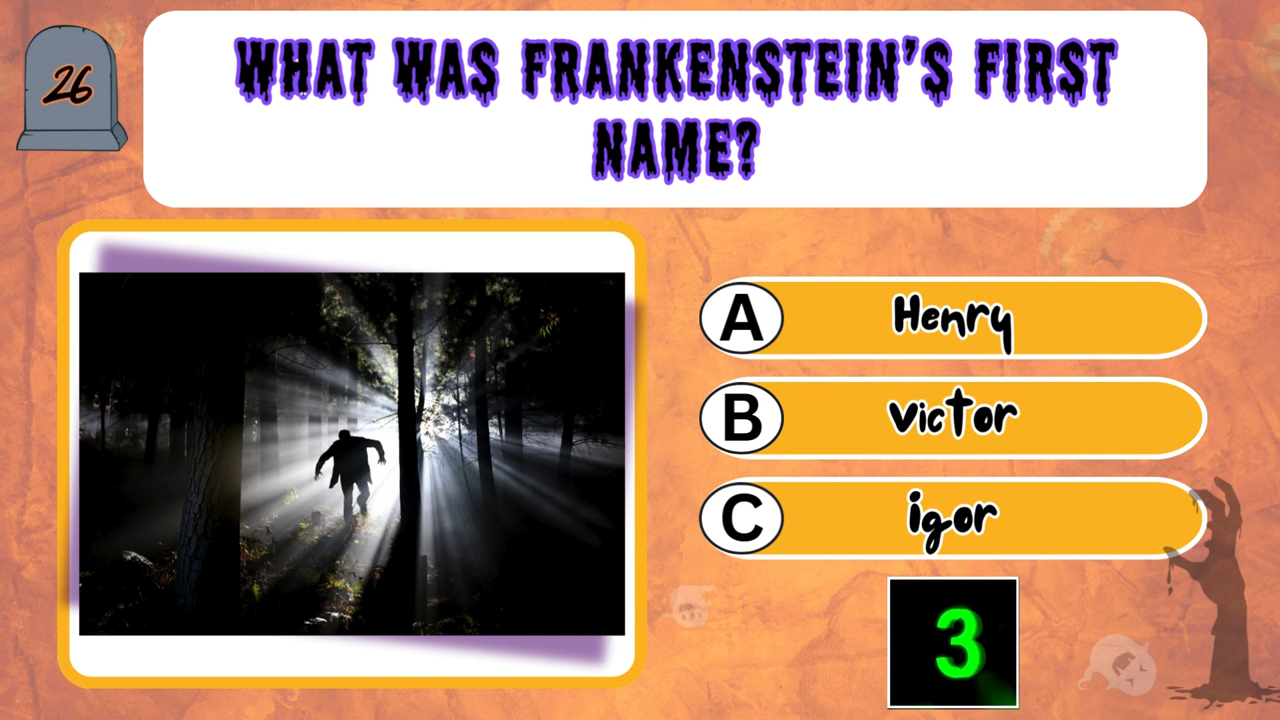 26
WHAT WAS FRANKENSTEIN'S FIRST
NAME?
A Henry
B Victor
C igor
3